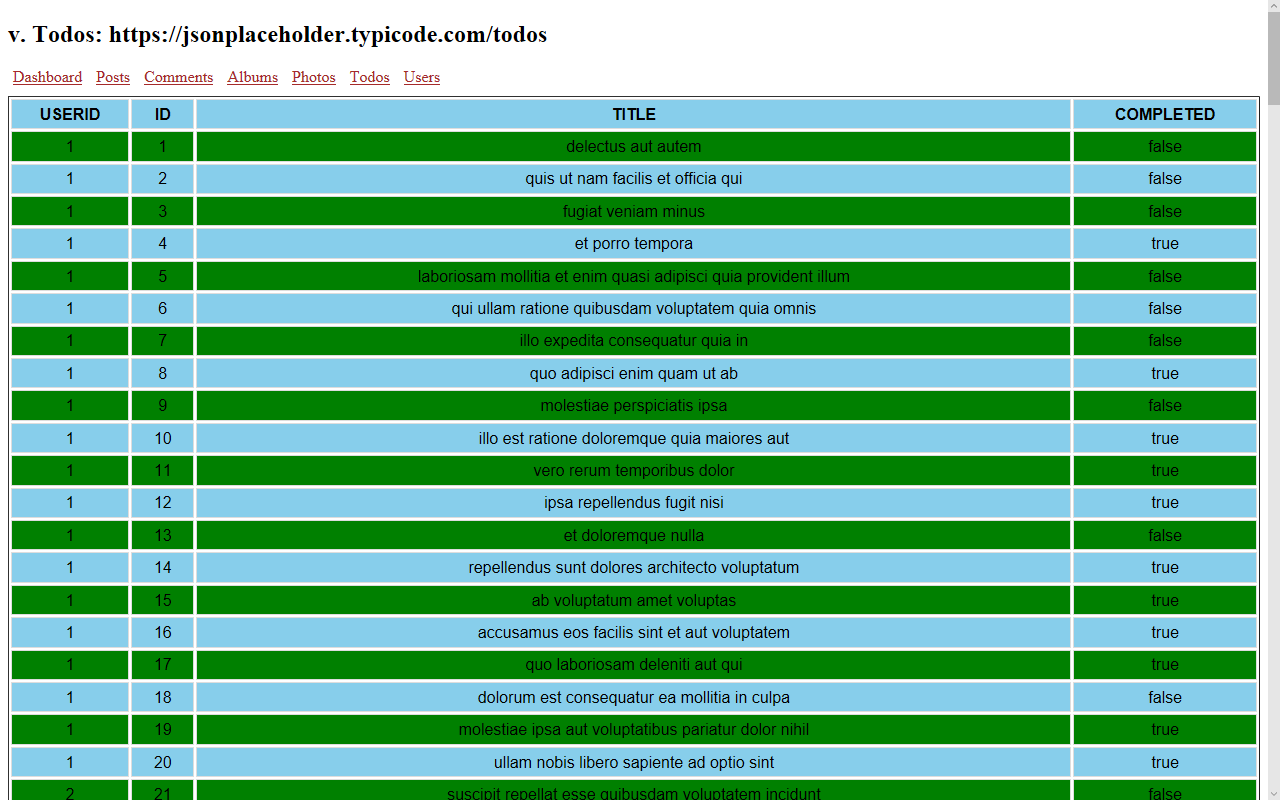 v. Todos: https://jsonplaceholder.typicode.com/todos
Dashboard Posts Comments Albums Photos Todos Users
USERID ID TITLE COMPLETED
1 1 delectus aut autem false
1 2 quis ut nam facilis et officia qui false
1 3 fugiat veniam minus false
1 4 et porro tempora true
1 5 laboriosam mollitia et enim quasi adipisci quia provident illum false
1 6 qui ullam ratione quibusdam voluptatem quia omnis false
1 7 illo expedita consequatur quia in false
1 8 quo adipisci enim quam ut ab true
1 9 molestiae perspiciatis ipsa false
1 10 illo est ratione doloremque quia maiores aut true
1 11 vero rerum temporibus dolor true
1 12 ipsa repellendus fugit nisi true
1 13 et doloremque nulla false
1 14 repellendus sunt dolores architecto voluptatum true
1 15 ab voluptatum amet voluptas true
1 16 accusamus eos facilis sint et aut voluptatem true
1 17 quo laboriosam deleniti aut qui true
1 18 dolorum est consequatur ea mollitia in culpa false
1 19 molestiae ipsa aut voluptatibus pariatur dolor nihil true
1 20 ullam nobis libero sapiente ad optio sint true
2 21 suscipit repellat esse quibusdam voluptatem incidunt false